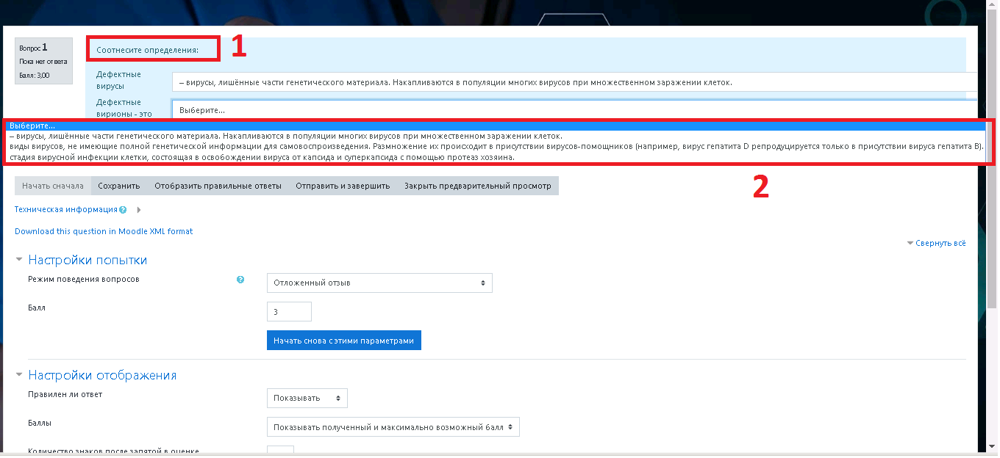 Вопрос 1
Пока нет ответа
Балл: 3,00
Соотнесите определения:
1
Дефектные
вирусы
– вирусы, лишённые части генетического материала. Накапливаются в популяции многих вирусов при множественном заражении клеток.
Дефектные
вирионы - это
Выберите...
Выберите...
– вирусы, лишённые части генетического материала. Накапливаются в популяции многих вирусов при множественном заражении клеток.
виды вирусов, не имеющие полной генетической информации для самовоспроизведения. Размножение их происходит в присутствии вирусов-помощников (например, вирус гепатита D репродуцируется только в присутствии вируса гепатита В).
стадия вирусной инфекции клетки, состоящая в освобождении вируса от капсида и суперкапсида с помощью протеаз хозяина.
2
Начать сначала Сохранить Отобразить правильные ответы Отправить и завершить Закрыть предварительный просмотр
Техническая информация
Download this question in Moodle XML format
Свернуть всё
Настройки попытки
Режим поведения вопросов
Отложенный отзыв
Балл
3
Начать снова с этими параметрами
Настройки отображения
Правилен ли ответ
Показывать
Баллы
Показывать полученный и максимально возможный балл
Количество знаков после запятой в оценке